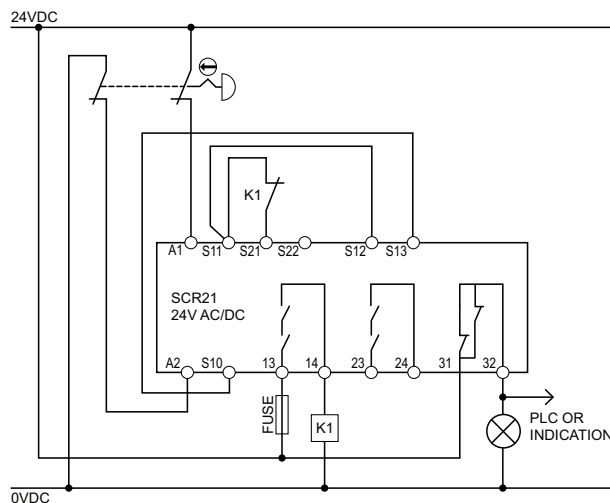 24VDC
K1
A1 S11 S21 S22 S12 S13
SCR21
24V AC/DC
A2 S10 13 14 23 24 31 32
FUSE
K1
PLC OR
INDICATION
0VDC